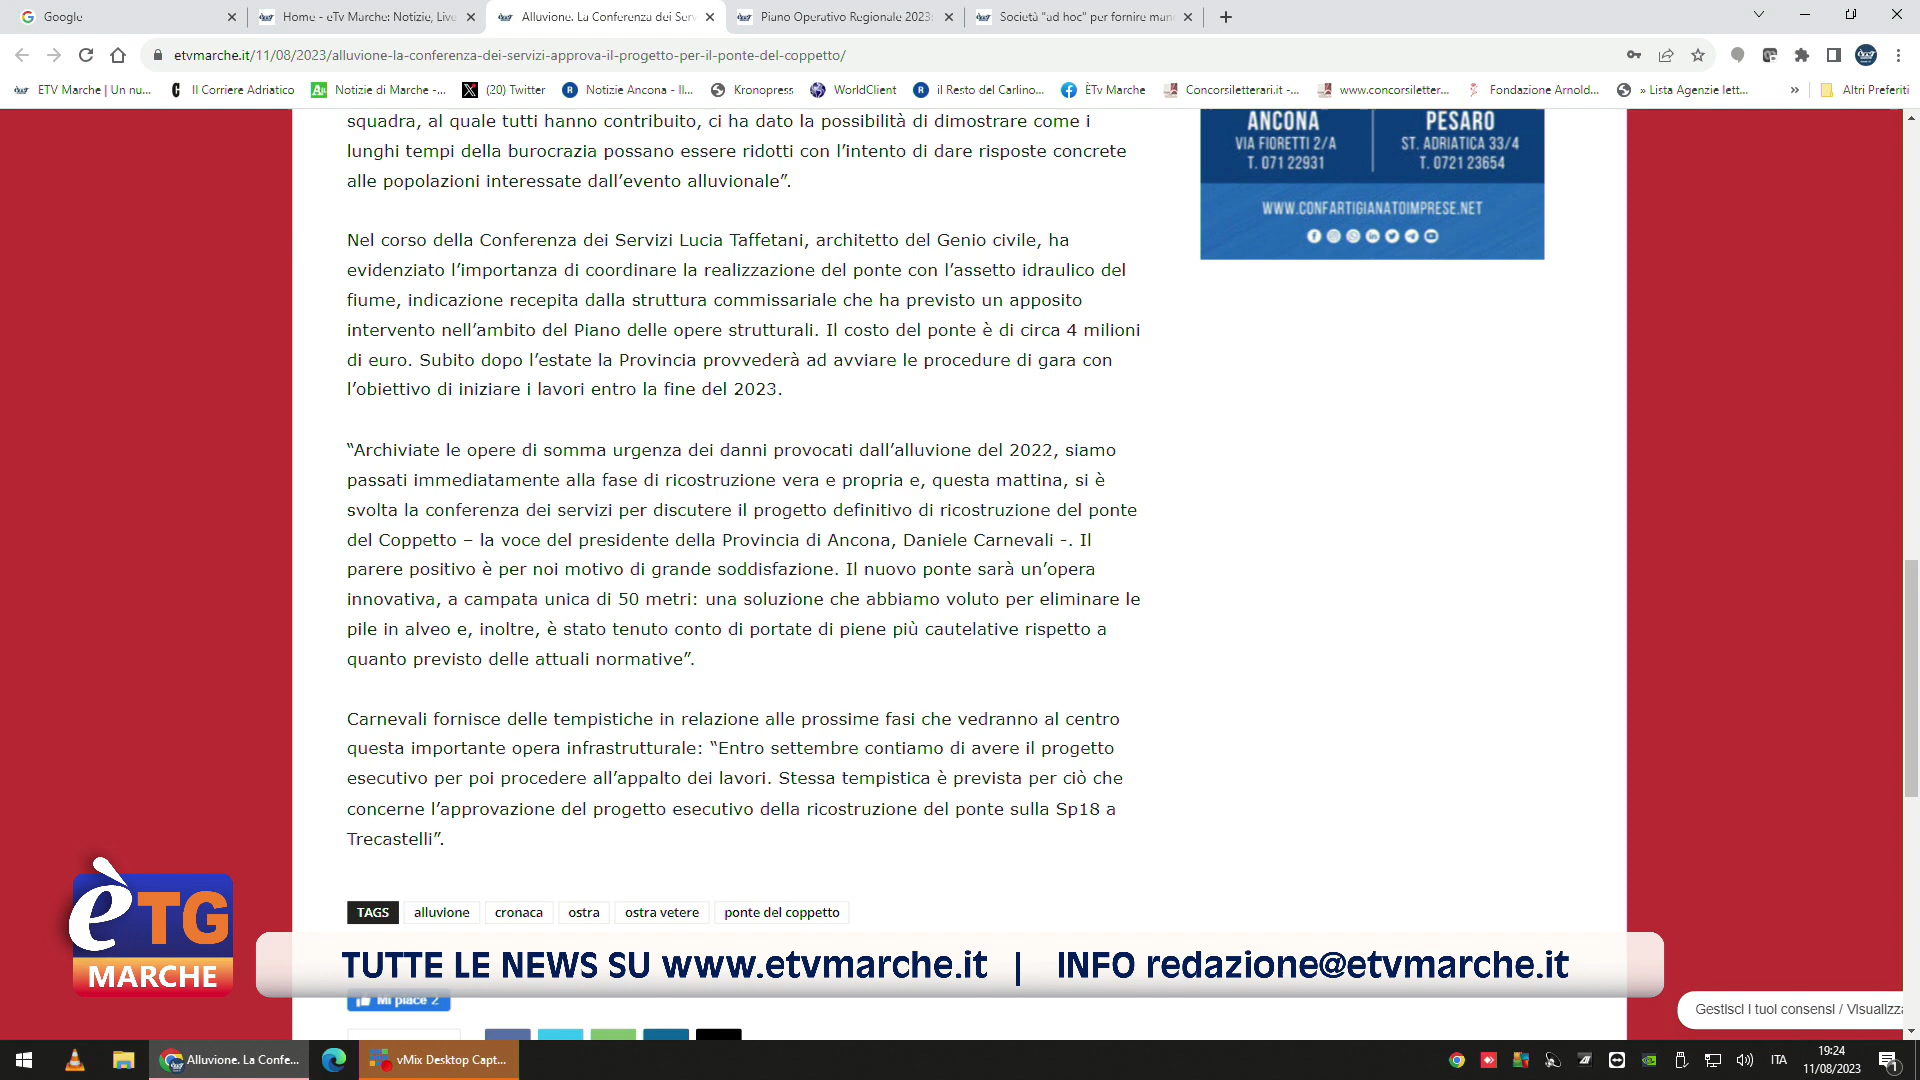 Google
Home - eTv Marche: Notizie, Live
Alluvione. La Conferenza dei Serv
Piano Operativo Regionale 2023:
Società "ad hoc" per fornire man
etvmarche.it/11/08/2023/alluvione-la-conferenza-dei-servizi-approva-il-progetto-per-il-ponte-del-coppetto/
ETV Marche | Un nu...
Il Corriere Adriatico
Notizie di Marche -...
(20) Twitter
Notizie Ancona - Il...
Kronopress
WorldClient
il Resto del Carlino...
ÈTv Marche
Concorsiletterari.it -...
www.concorsiletter...
Fondazione Arnold...
» Lista Agenzie lett...
»
Altri Preferiti
squadra, al quale tutti hanno contribuito, ci ha dato la possibilità di dimostrare come i
lunghi tempi della burocrazia possano essere ridotti con l’intento di dare risposte concrete
alle popolazioni interessate dall’evento alluvionale”.
ANCONA
VIA FIORETTI 2/A
T. 071 22931
PESARO
ST. ADRIATICA 33/4
T. 0721 23654
WWW.CONFARTIGIANATOIMPRESE.NET
Nel corso della Conferenza dei Servizi Lucia Taffetani, architetto del Genio civile, ha
evidenziato l’importanza di coordinare la realizzazione del ponte con l’assetto idraulico del
fiume, indicazione recepita dalla struttura commissariale che ha previsto un apposito
intervento nell’ambito del Piano delle opere strutturali. Il costo del ponte è di circa 4 milioni
di euro. Subito dopo l’estate la Provincia provvederà ad avviare le procedure di gara con
l’obiettivo di iniziare i lavori entro la fine del 2023.
“Archiviate le opere di somma urgenza dei danni provocati dall’alluvione del 2022, siamo
passati immediatamente alla fase di ricostruzione vera e propria e, questa mattina, si è
svolta la conferenza dei servizi per discutere il progetto definitivo di ricostruzione del ponte
del Coppetto – la voce del presidente della Provincia di Ancona, Daniele Carnevali -. Il
parere positivo è per noi motivo di grande soddisfazione. Il nuovo ponte sarà un’opera
innovativa, a campata unica di 50 metri: una soluzione che abbiamo voluto per eliminare le
pile in alveo e, inoltre, è stato tenuto conto di portate di piene più cautelative rispetto a
quanto previsto delle attuali normative”.
Carnevali fornisce delle tempistiche in relazione alle prossime fasi che vedranno al centro
questa importante opera infrastrutturale: “Entro settembre contiamo di avere il progetto
esecutivo per poi procedere all’appalto dei lavori. Stessa tempistica è prevista per ciò che
concerne l’approvazione del progetto esecutivo della ricostruzione del ponte sulla Sp18 a
Trecastelli”.
TAGS alluvione cronaca ostra ostra vetere ponte del coppetto
èTG
MARCHE
TUTTE LE NEWS SU www.etvmarche.it | INFO redazione@etvmarche.it
Mi piace 2
Gestisci i tuoi consensi / Visualizza
Alluvione. La Confe...
vMix Desktop Capt...
ITA
19:24
11/08/2023
1